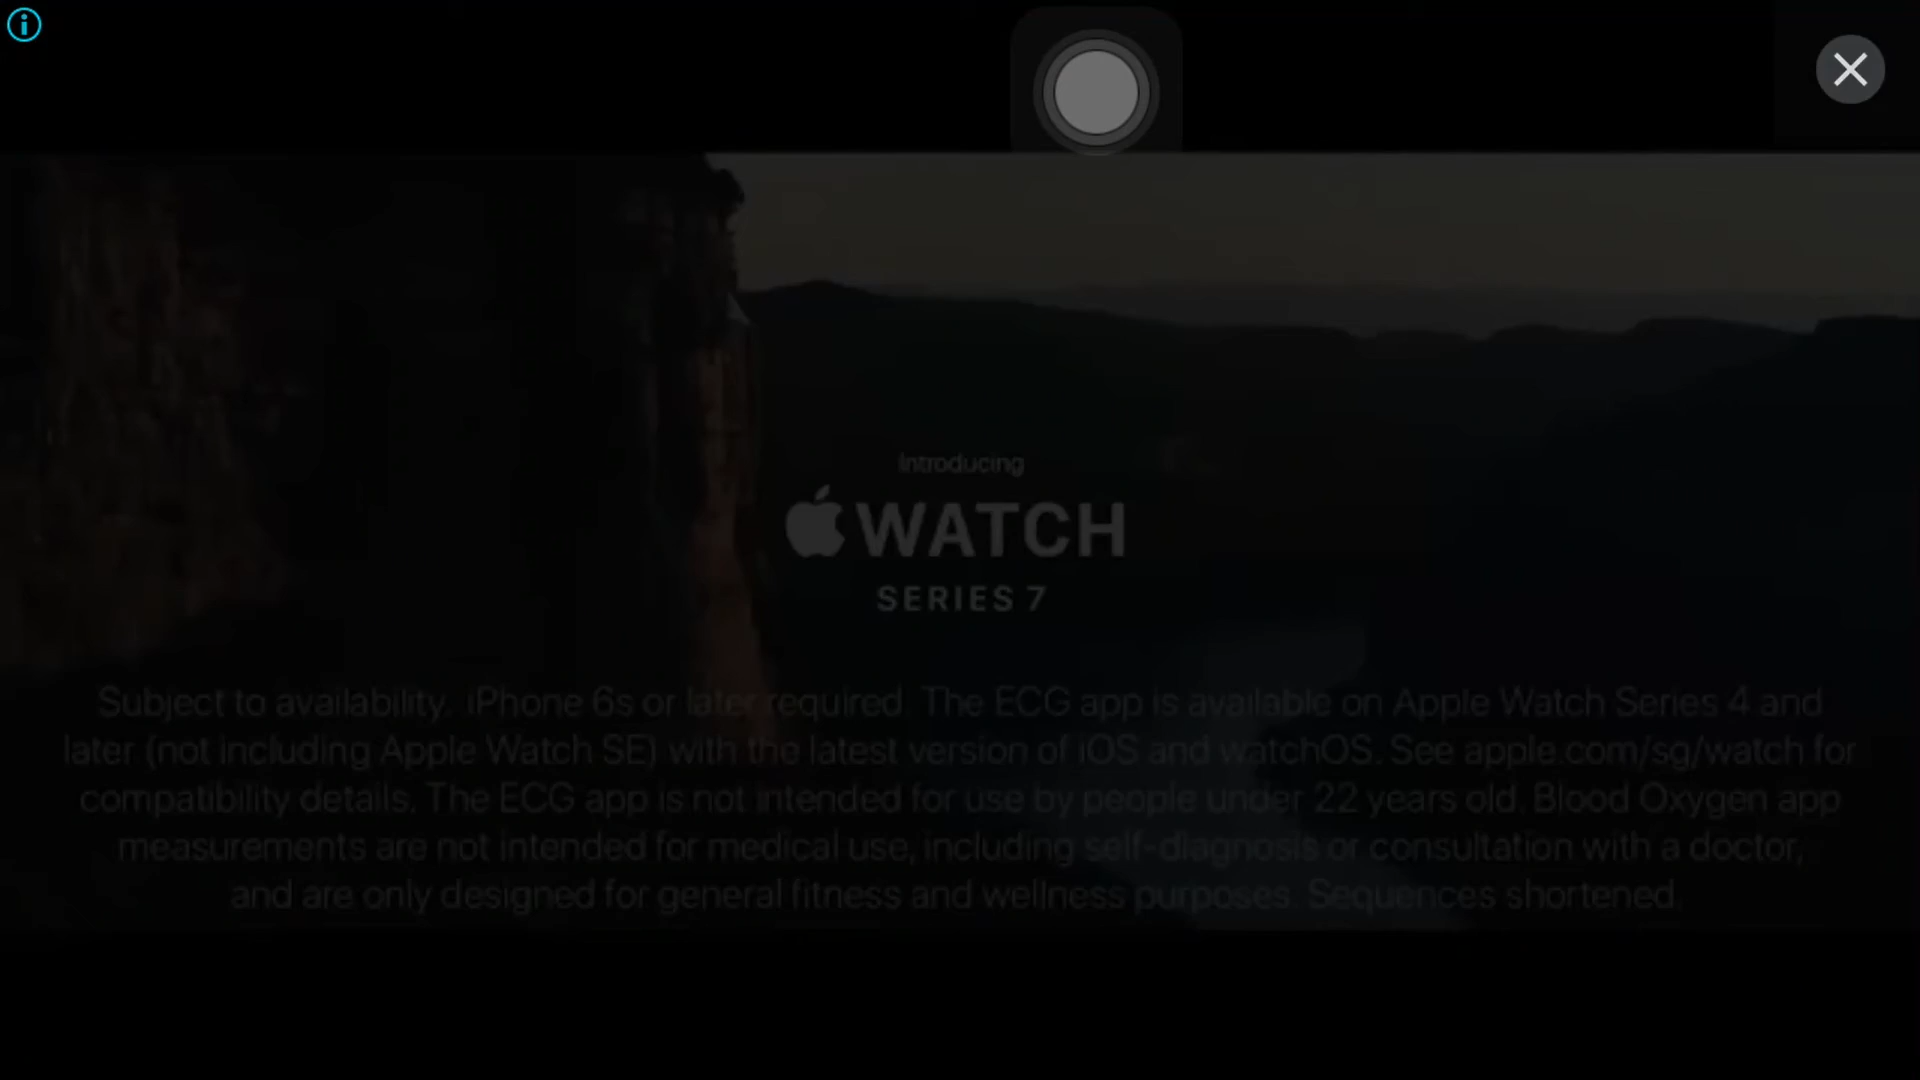 Introducing
WATCH
SERIES 7
Subject to availability. iPhone 6s or later required. The ECG app is available on Apple Watch Series 4 and
later (not including Apple Watch SE) with the latest version of iOS and watchOS. See apple.com/sg/watch for
compatibility details. The ECG app is not intended for use by people under 22 years old. Blood Oxygen app
measurements are not intended for medical use, including self-diagnosis or consultation with a doctor,
and are only designed for general fitness and wellness purposes. Sequences shortened.